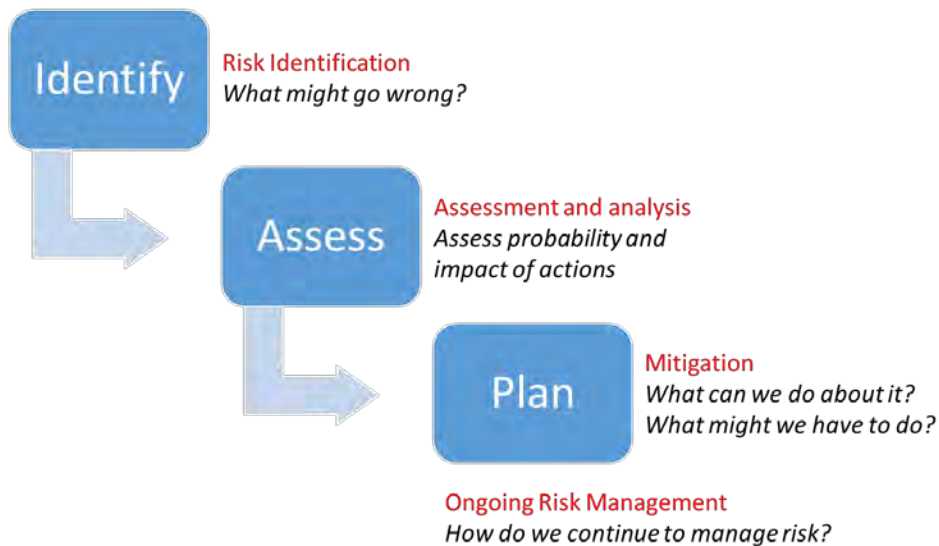 Identify
Risk Identification
What might go wrong?
Assess
Assessment and analysis
Assess probability and
impact of actions
Plan
Mitigation
What can we do about it?
What might we have to do?
Ongoing Risk Management
How do we continue to manage risk?